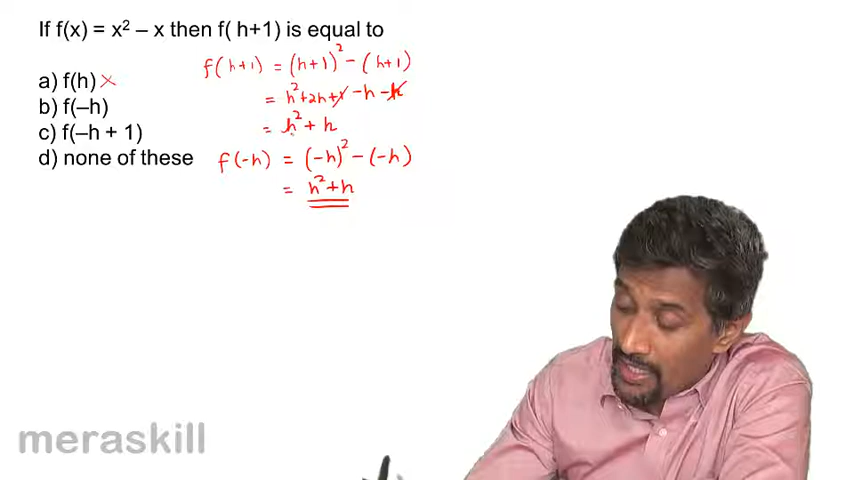 If f(x) = x² – x then f( h+1) is equal to
f(h+1) = (h+1)² - (h+1)
a) f(h) ×
= h² + 2h + 1 - h - 1
b) f(–h)
= h² + h
c) f(–h + 1)
d) none of these
f(-h) = (-h)² - (-h)
= h² + h
meraskill